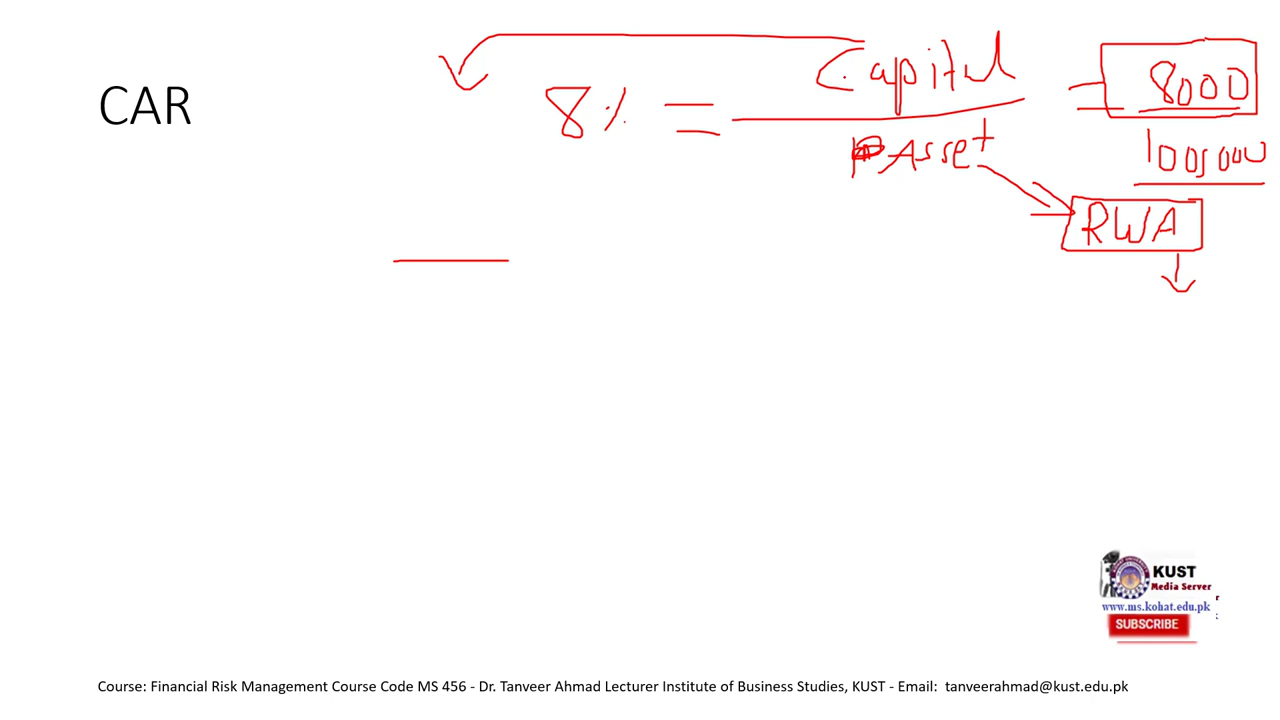 CAR
8% = Capital / Asset = 8000 / 100,000
RWA
KUST
Media Server
www.ms.kohat.edu.pk
SUBSCRIBE
Course: Financial Risk Management Course Code MS 456 - Dr. Tanveer Ahmad Lecturer Institute of Business Studies, KUST - Email: tanveerahmad@kust.edu.pk